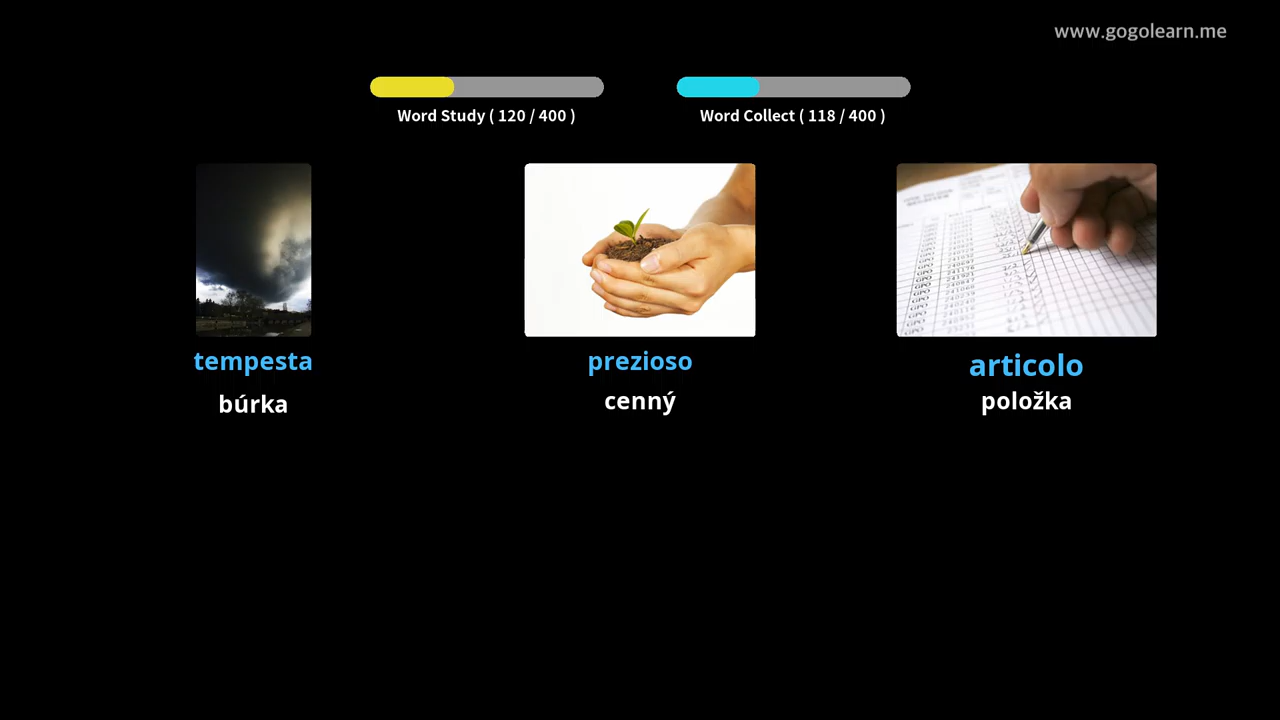 www.gogolearn.me
Word Study ( 120 / 400 )
Word Collect ( 118 / 400 )
tempesta
búrka
prezioso
cenný
articolo
položka